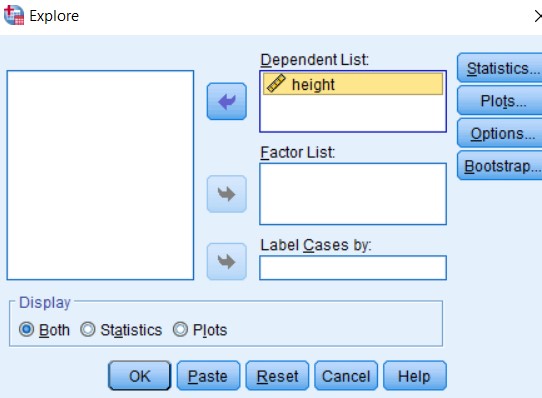 Explore
Dependent List:
height
Statistics...
Plots...
Options...
Bootstrap...
Factor List:
Label Cases by:
Display
Both Statistics Plots
OK Paste Reset Cancel Help